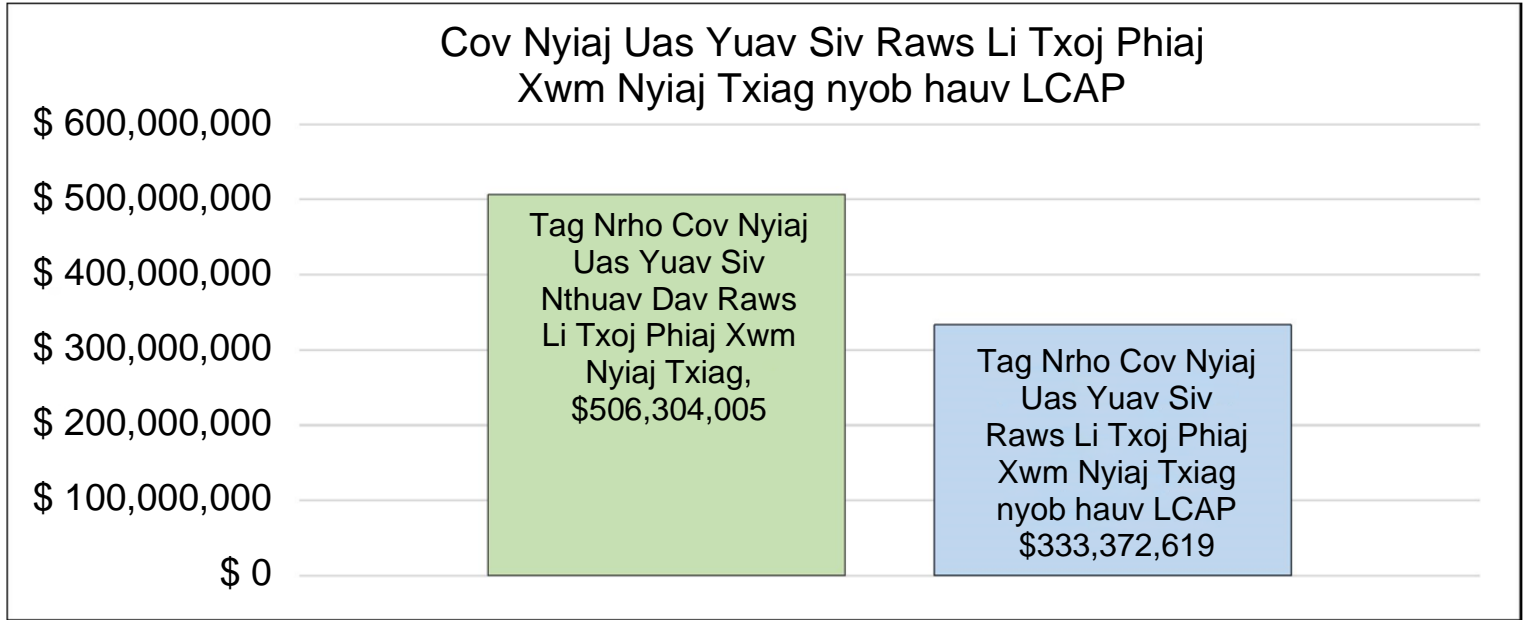 Cov Nyiaj Uas Yuav Siv Raws Li Txoj Phiaj
Xwm Nyiaj Txiag nyob hauv LCAP
$ 600,000,000
$ 500,000,000
$ 400,000,000
$ 300,000,000
$ 200,000,000
$ 100,000,000
$ 0
Tag Nrho Cov Nyiaj
Uas Yuav Siv
Nthuav Dav Raws
Li Txoj Phiaj Xwm
Nyiaj Txiag,
$506,304,005
Tag Nrho Cov Nyiaj
Uas Yuav Siv
Raws Li Txoj Phiaj
Xwm Nyiaj Txiag
nyob hauv LCAP
$333,372,619